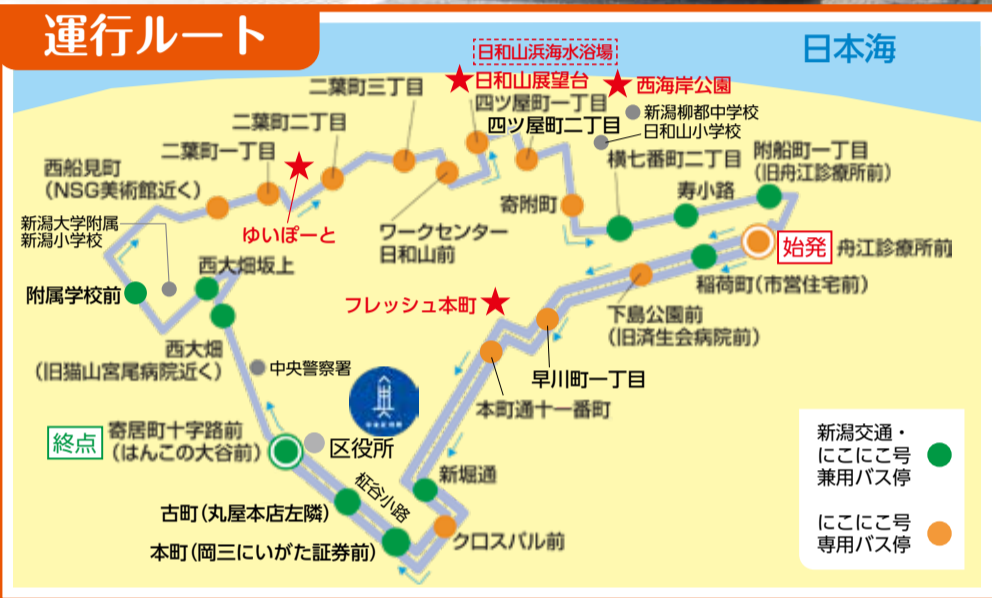 運行ルート
日本海
日和山浜海水浴場
日和山展望台
西海岸公園
二葉町三丁目
四ツ屋町一丁目
四ツ屋町二丁目
新潟柳都中学校
日和山小学校
二葉町二丁目
二葉町一丁目
横七番町二丁目
附船町一丁目
(旧舟江診療所前)
西船見町
(NSG美術館近く)
寿小路
寄附町
ゆいぽーと
ワークセンター
日和山前
新潟大学附属
新潟小学校
始発
舟江診療所前
西大畑坂上
稲荷町(市営住宅前)
附属学校前
フレッシュ本町
下島公園前
(旧済生会病院前)
西大畑
(旧猫山宮尾病院近く)
中央警察署
早川町一丁目
本町通十一番町
終点
寄居町十字路前
(はんこの大谷前)
区役所
新堀通
柾谷小路
古町(丸屋本店左隣)
本町(岡三にいがた証券前)
クロスパル前
新潟交通・
にこにこ号
兼用バス停
にこにこ号
専用バス停